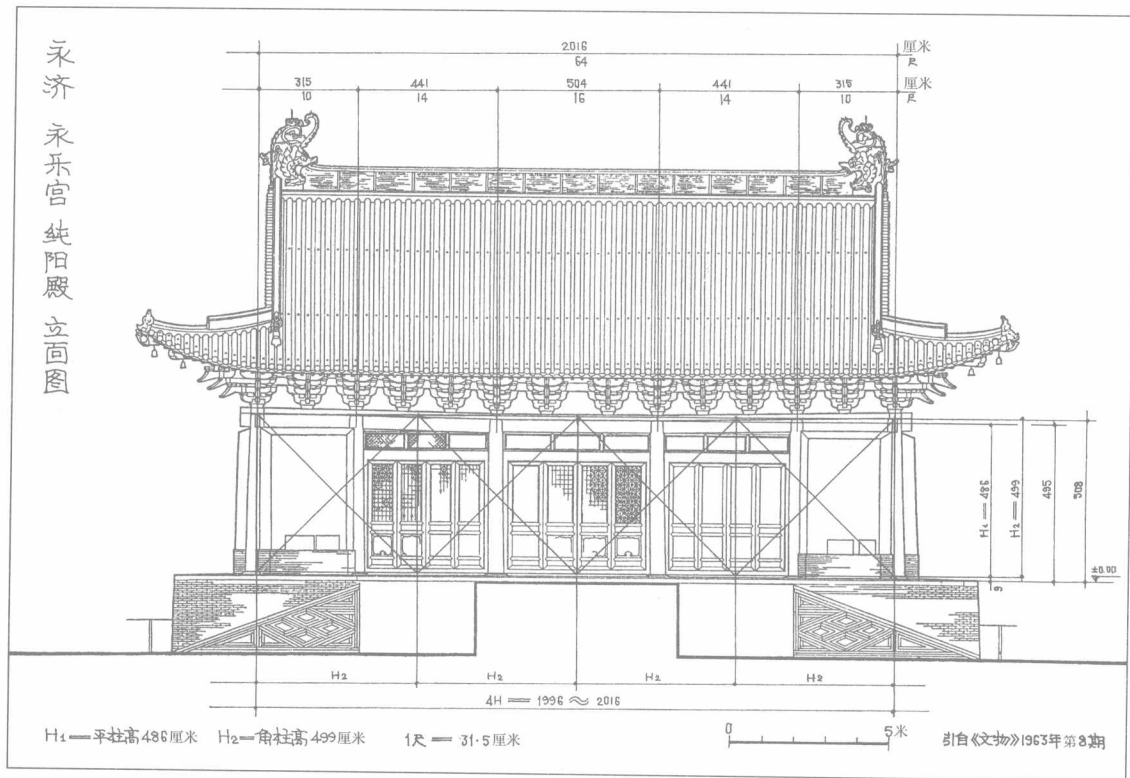 永济 永乐宫 純阳殿 立面图
2016 厘米
64 尺
315 441 504 441 315 厘米
10 14 16 14 10 尺
H1=486
H2=499
495
508
±0.00
9
H2 H2 H2 H2
4H=1996≈2016
H1=平柱高486厘米 H2=角柱高499厘米 1尺=31·5厘米
0 5米
引自《文物》1963年第8期